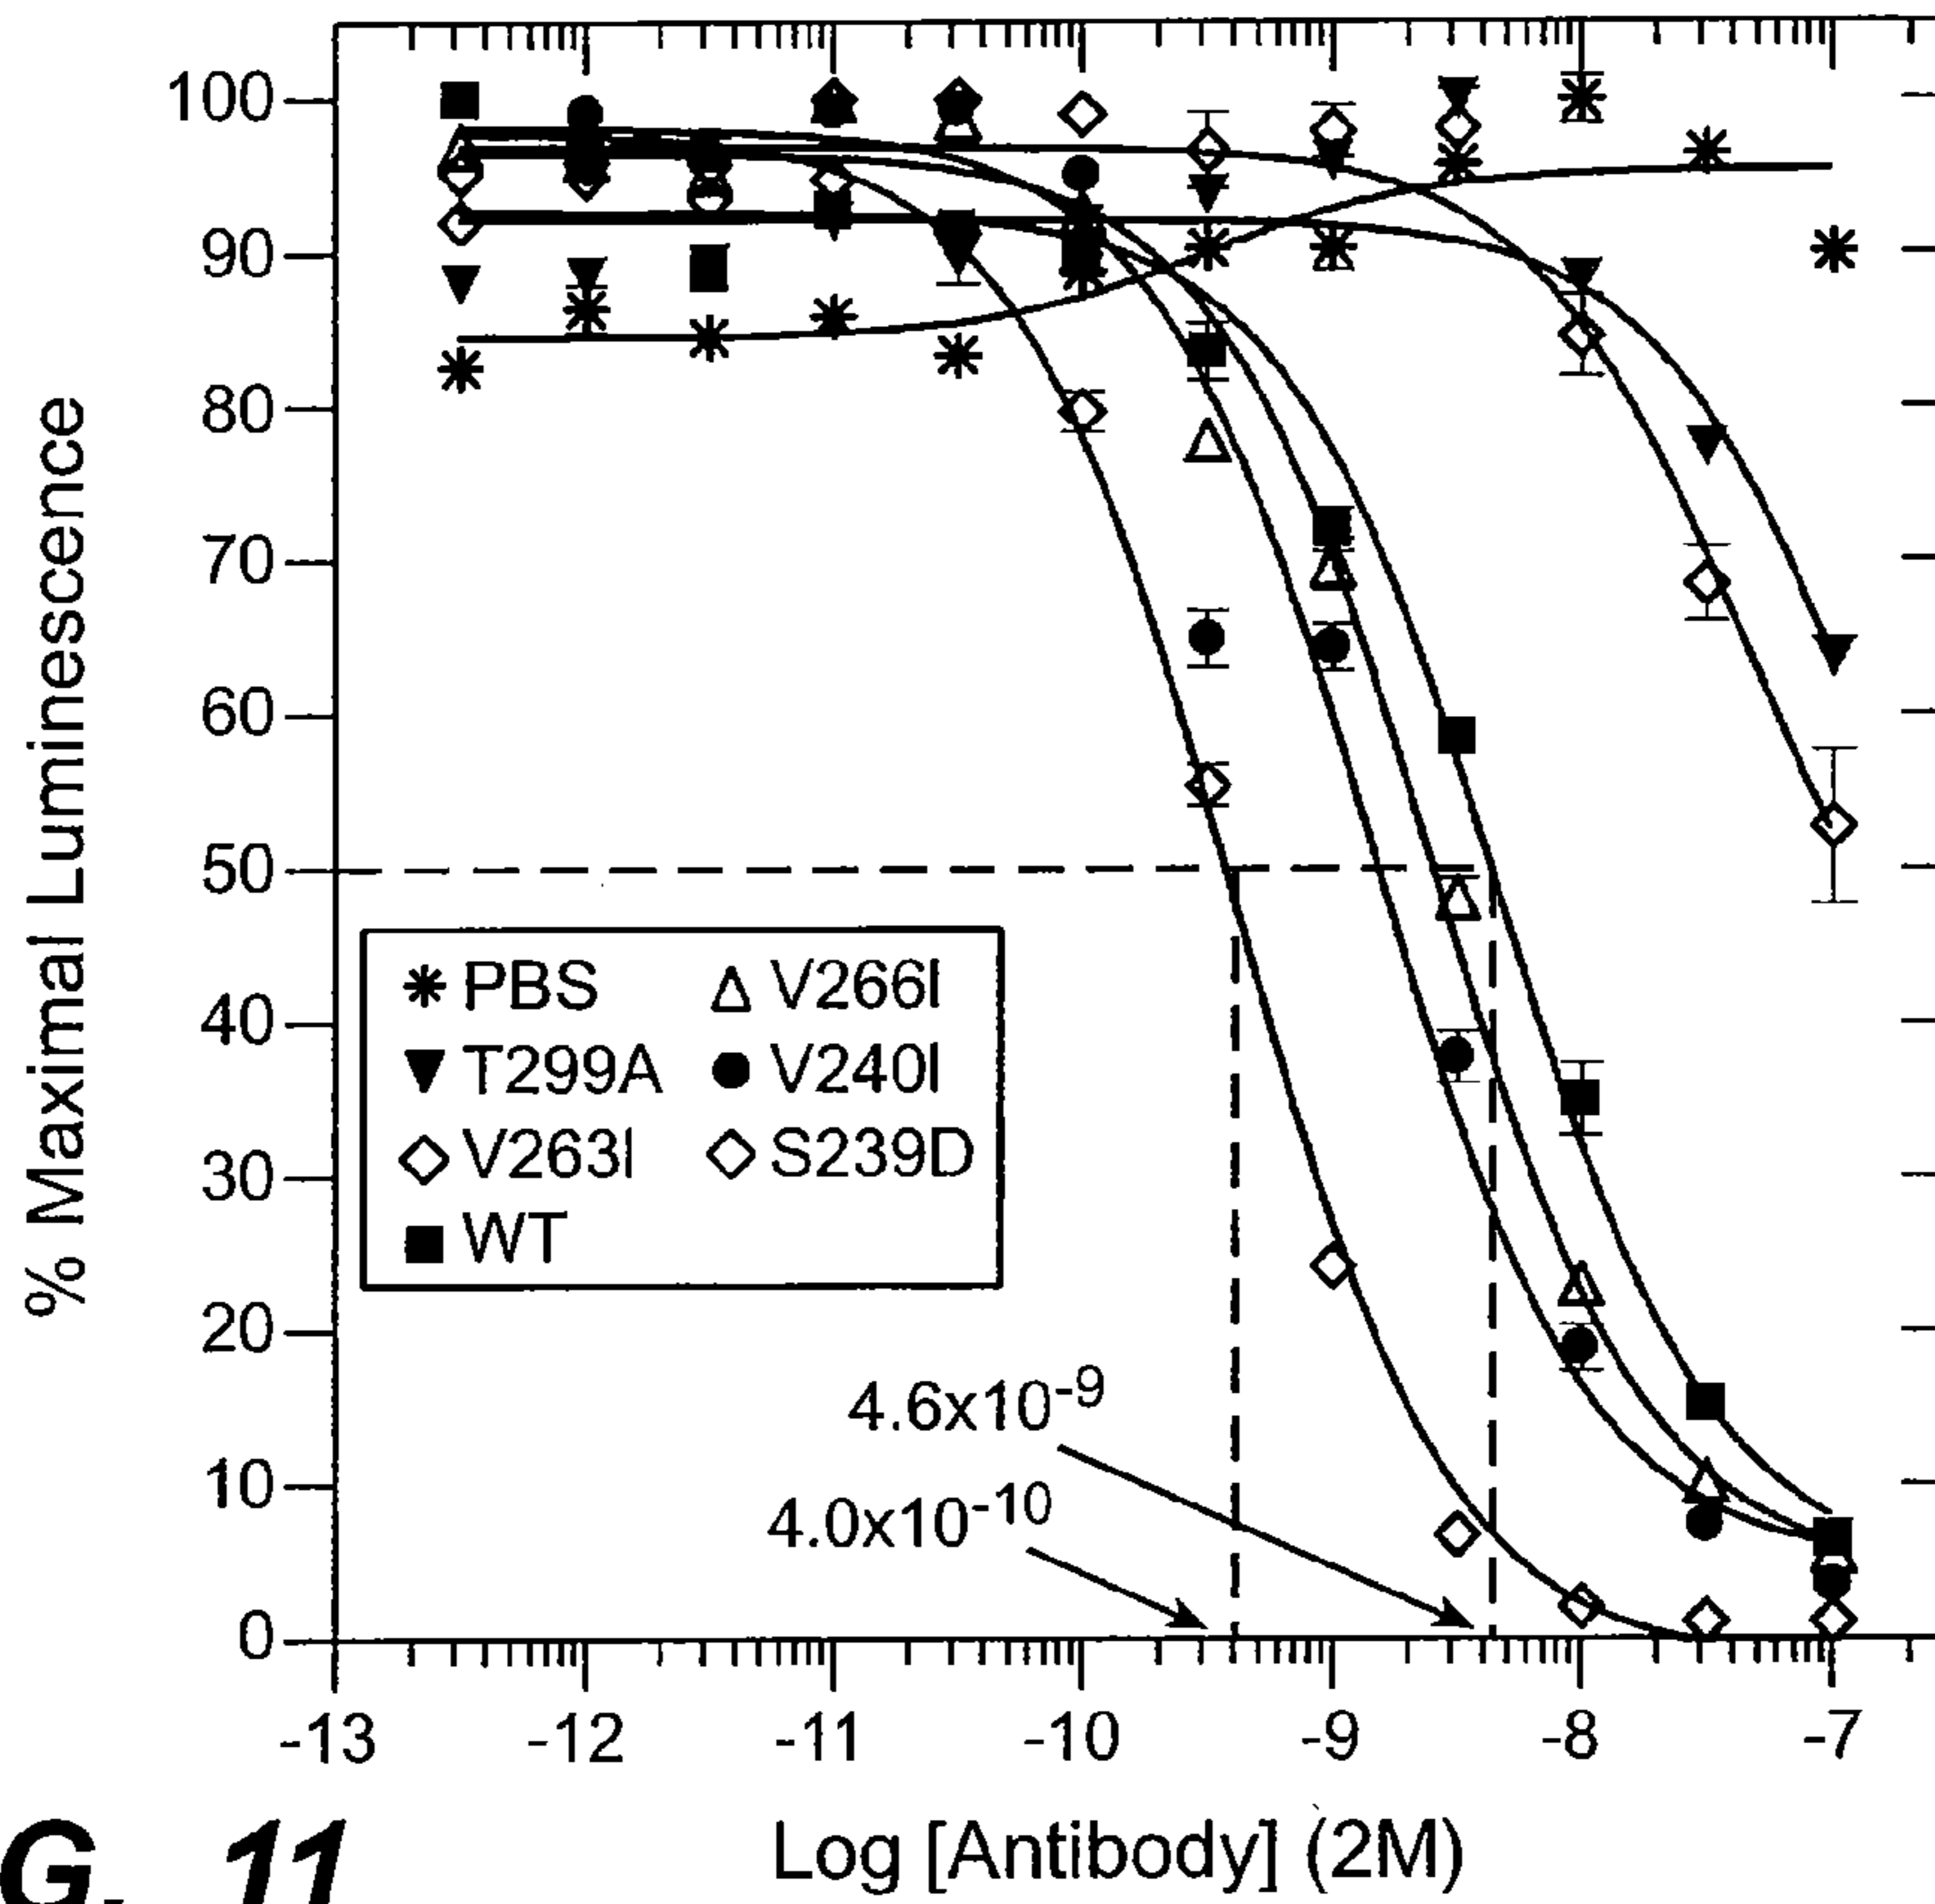 % Maximal Luminescence
100
90
80
70
60
50
40
30
20
10
0
PBS
V266I
T299A
V240I
V263I
S239D
WT
4.6x10-9
4.0x10-10
-13 -12 -11 -10 -9 -8 -7
Log [Antibody] (2M)
G. 11